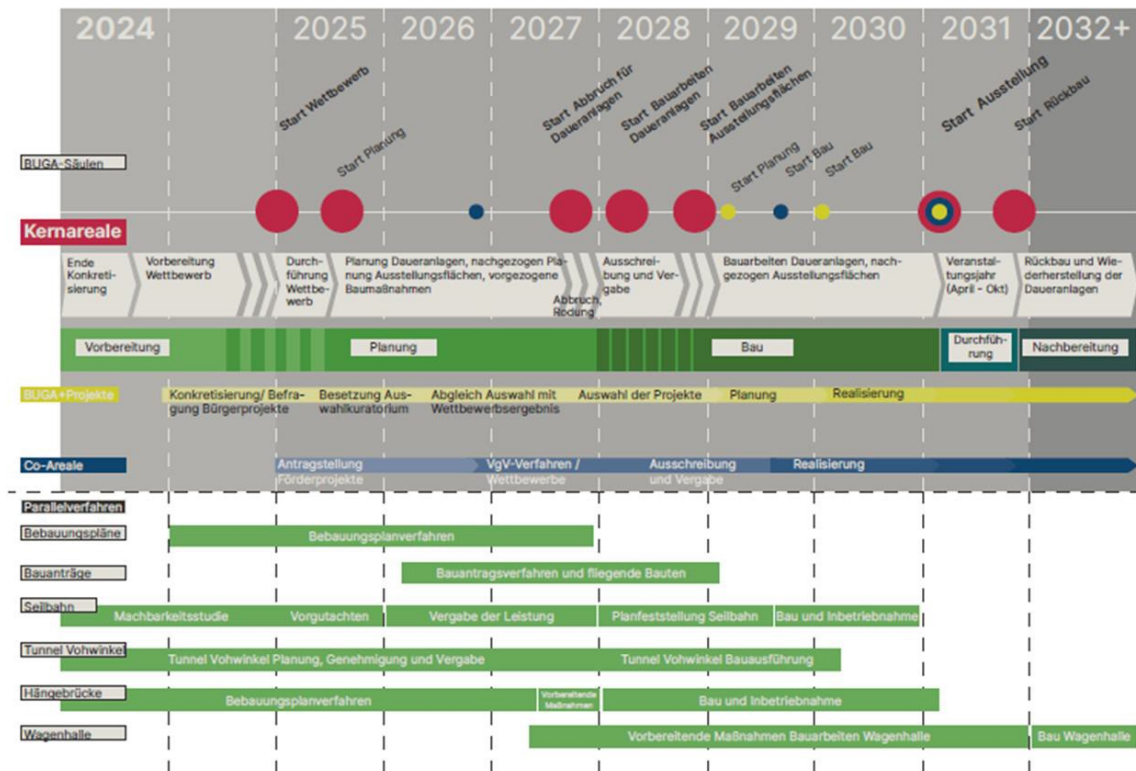 2024 2025 2026 2027 2028 2029 2030 2031 2032+
Start Wettbewerb
Start Planung
Start Abbruch für
Daueranlagen
Start Bauarbeiten
Daueranlagen
Start Bauarbeiten
Ausstellungsflächen
Start Planung
Start Bau
Start Bau
Start Ausstellung
Start Rückbau
BUGA-Säulen
Kernareale
Ende
Konkreti-
sierung
Vorbereitung
Wettbewerb
Durch-
führung
Wettbe-
werb
Planung Daueranlagen, nachgezogen Pla-
nung Ausstellungsflächen, vorgezogene
Baumaßnahmen
Abbruch,
Rodung
Ausschrei-
bung und Ver-
gabe
Bauarbeiten Daueranlagen, nach-
gezogen Ausstellungsflächen
Veranstal-
tungsjahr
(April - Okt)
Rückbau und Wie-
derherstellung der
Daueranlagen
Vorbereitung
Planung
Bau
Durchfüh-
rung
Nachbereitung
BUGA+Projekte
Konkretisierung/ Befra-
gung Bürgerprojekte
Besetzung Aus-
wahlkuratorium
Abgleich Auswahl mit
Wettbewerbsergebnis
Auswahl der Projekte
Planung
Realisierung
Co-Areale
Antragstellung
Förderprojekte
VgV-Verfahren /
Wettbewerbe
Ausschreibung
und Vergabe
Realisierung
Parallelverfahren
Bebauungspläne
Bebauungsplanverfahren
Bauanträge
Bauantragsverfahren und fliegende Bauten
Seilbahn
Machbarkeitsstudie
Vorgutachten
Vergabe der Leistung
Planfeststellung Seilbahn
Bau und Inbetriebnahme
Tunnel Vohwinkel
Tunnel Vohwinkel Planung, Genehmigung und Vergabe
Tunnel Vohwinkel Bauausführung
Hängebrücke
Bebauungsplanverfahren
Vorbereitende
Maßnahmen
Bau und Inbetriebnahme
Wagenhalle
Vorbereitende Maßnahmen Bauarbeiten Wagenhalle
Bau Wagenhalle